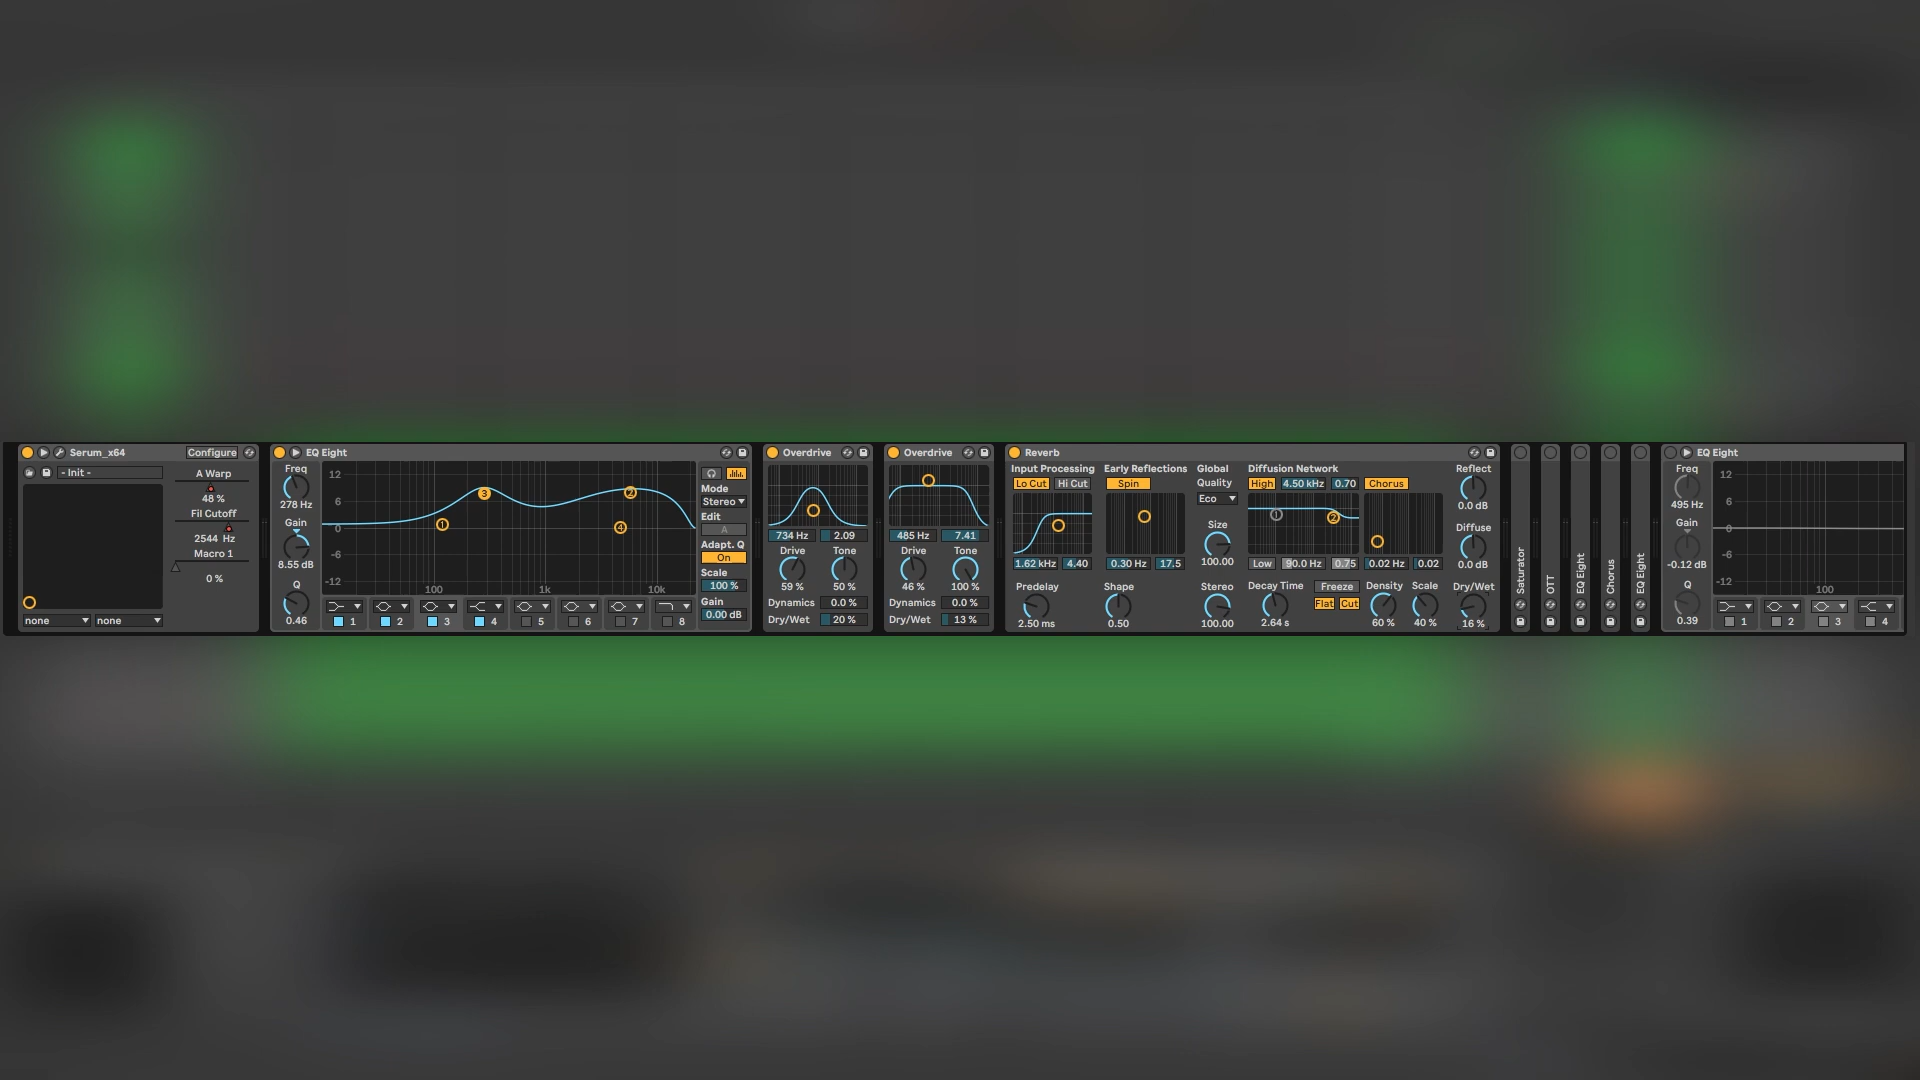 Serum_x64
Configure
- Init -
A Warp
48 %
Fil Cutoff
2544 Hz
Macro 1
0 %
none
none
EQ Eight
Freq
278 Hz
Gain
8.55 dB
Q
0.46
12
6
0
-6
-12
100
1k
10k
1
2
3
4
1
2
3
4
5
6
7
8
Mode
Stereo
Edit
A
Adapt. Q
On
Scale
100 %
Gain
0.00 dB
Overdrive
734 Hz
2.09
Drive
Tone
59 %
50 %
Dynamics
0.0 %
Dry/Wet
20 %
Overdrive
485 Hz
7.41
Drive
Tone
46 %
100 %
Dynamics
0.0 %
Dry/Wet
13 %
Reverb
Input Processing
Lo Cut
Hi Cut
1.62 kHz
4.40
Predelay
2.50 ms
Early Reflections
Spin
0.30 Hz
17.5
Shape
0.50
Global
Quality
Eco
Size
100.00
Stereo
100.00
Diffusion Network
High
4.50 kHz
0.70
Chorus
1
2
Low
90.0 Hz
0.75
0.02 Hz
0.02
Decay Time
2.64 s
Freeze
Flat
Cut
Density
60 %
Scale
40 %
Reflect
0.0 dB
Diffuse
0.0 dB
Dry/Wet
16 %
Saturator
OTT
EQ Eight
Chorus
EQ Eight
EQ Eight
Freq
495 Hz
Gain
-0.12 dB
Q
0.39
12
6
0
-6
-12
100
1
2
3
4